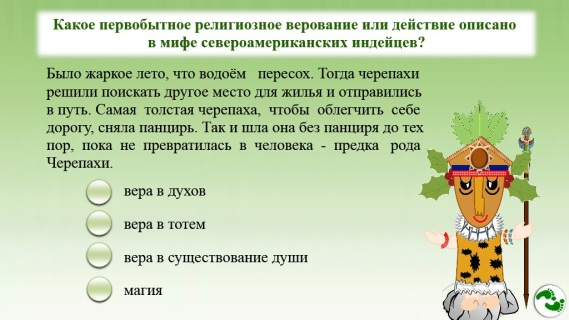 Какое первобытное религиозное верование или действие описано
в мифе североамериканских индейцев?
Было жаркое лето, что водоём пересох. Тогда черепахи
решили поискать другое место для жилья и отправились
в путь. Самая толстая черепаха, чтобы облегчить себе
дорогу, сняла панцирь. Так и шла она без панциря до тех
пор, пока не превратилась в человека - предка рода
Черепахи.
вера в духов
вера в тотем
вера в существование души
магия